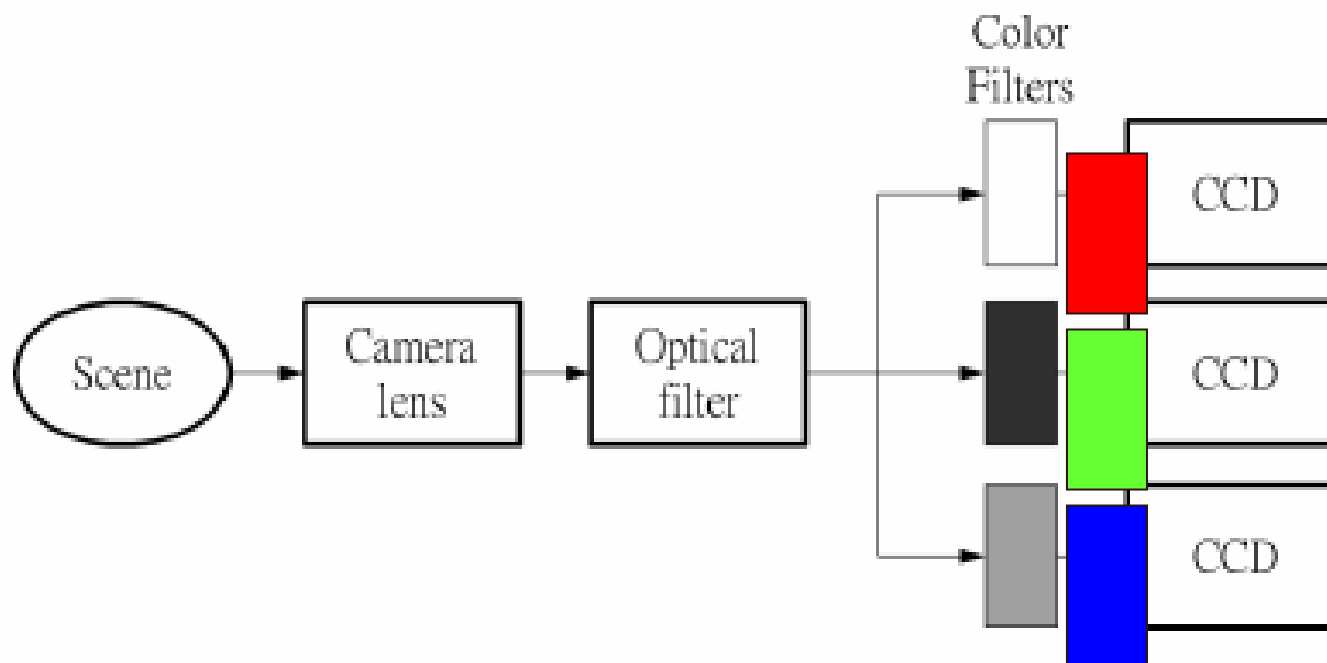 Color
Filters
CCD
Scene
Camera
lens
Optical
filter
CCD
CCD